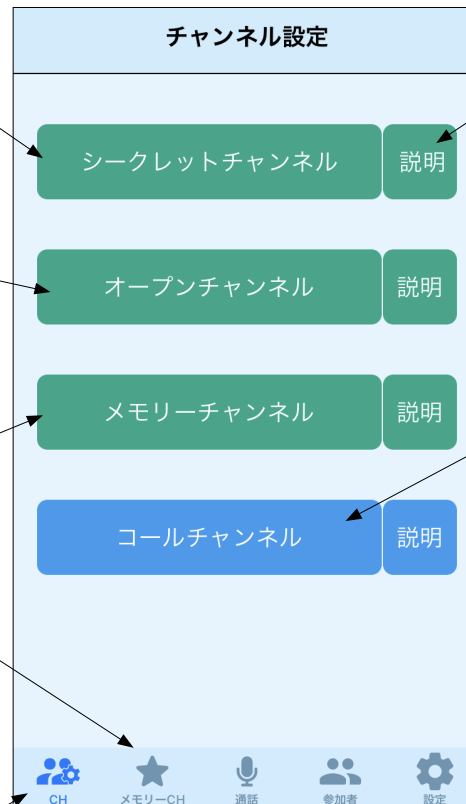 チャンネル設定
シークレットチャンネル 説明
オープンチャンネル 説明
メモリーチャンネル 説明
コールチャンネル 説明
CH メモリーCH 通話 参加者 設定